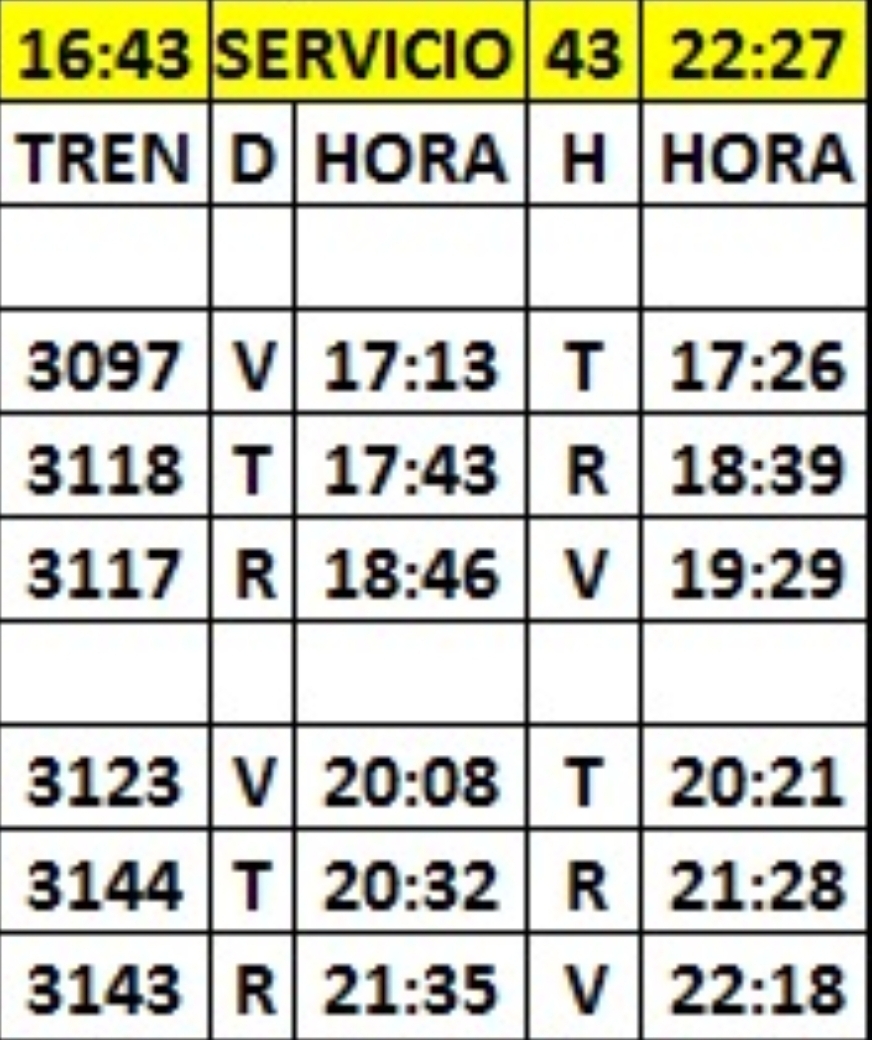 16:43 SERVICIO 43 22:27
TREN D HORA H HORA
3097 V 17:13 T 17:26
3118 T 17:43 R 18:39
3117 R 18:46 V 19:29
3123 V 20:08 T 20:21
3144 T 20:32 R 21:28
3143 R 21:35 V 22:18